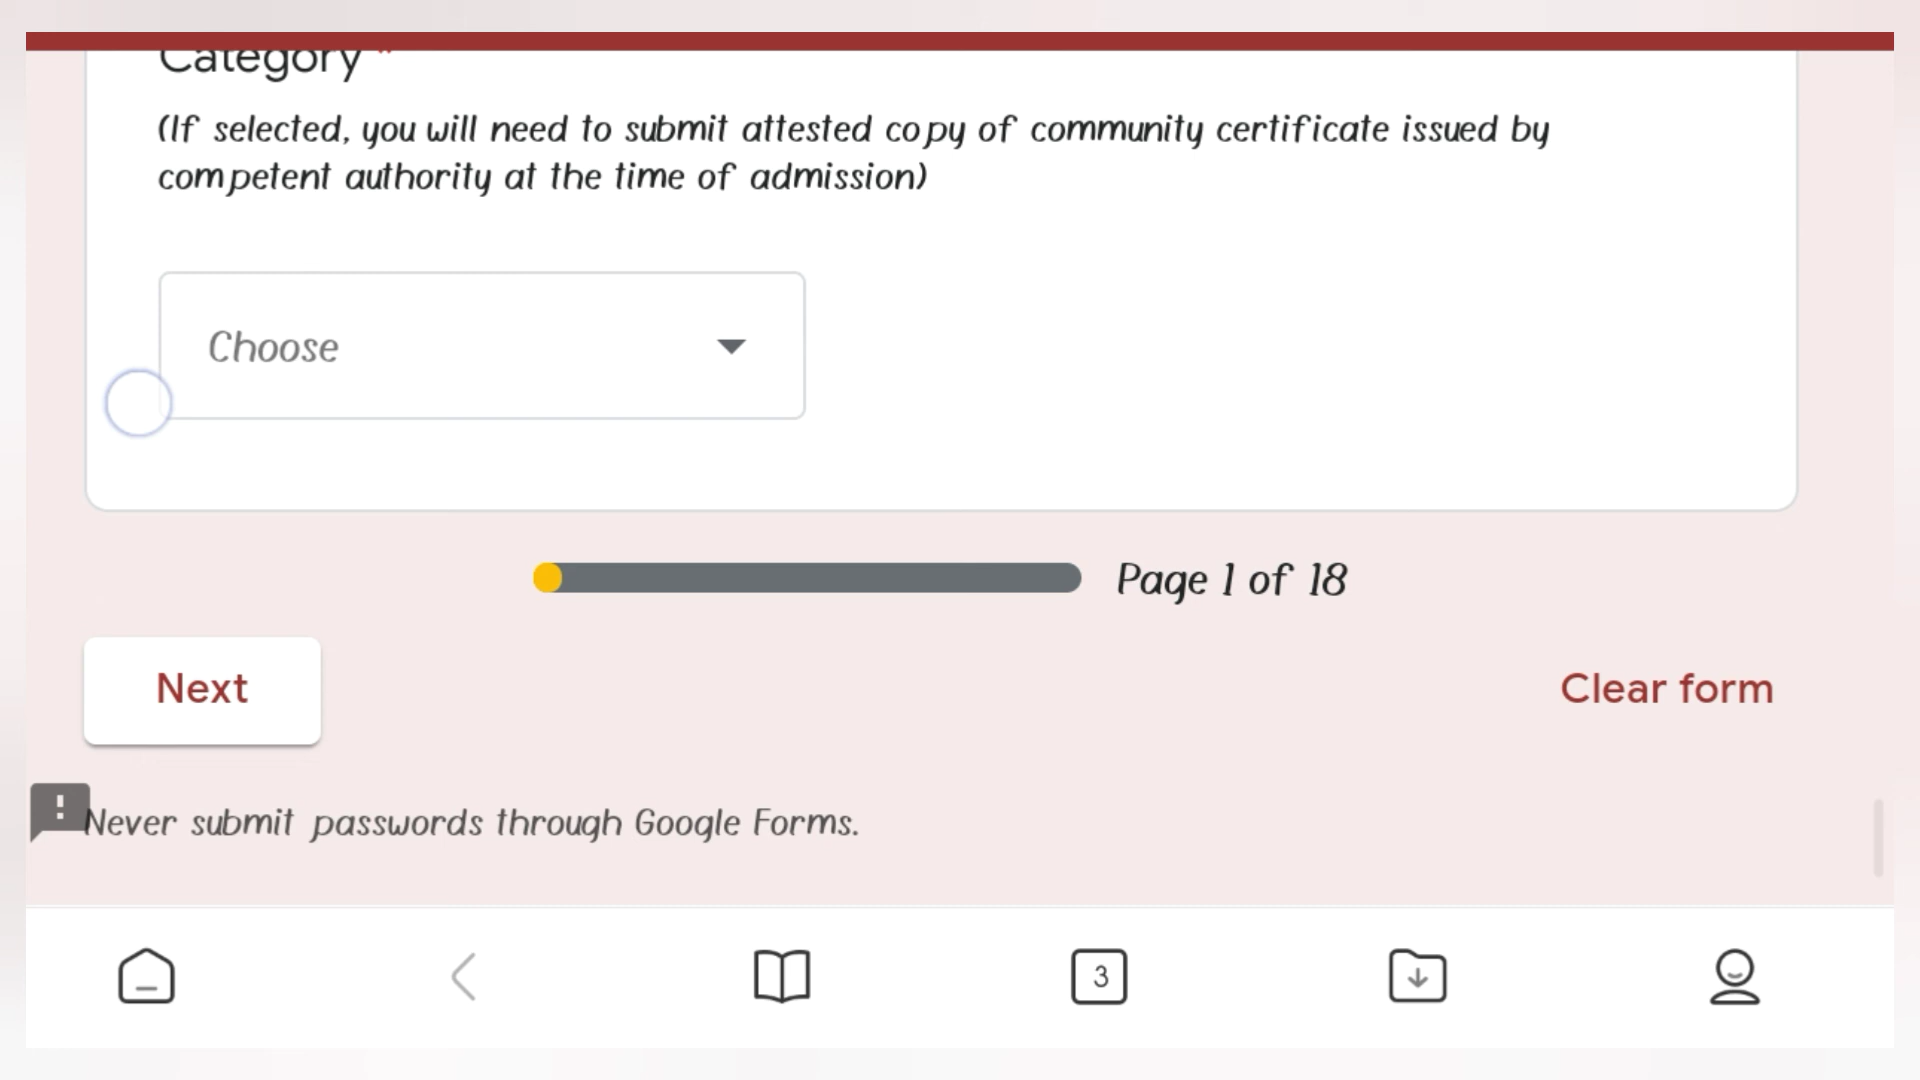 Category *
(If selected, you will need to submit attested copy of community certificate issued by
competent authority at the time of admission)
Choose
Page 1 of 18
Next
Clear form
!
Never submit passwords through Google Forms.
3